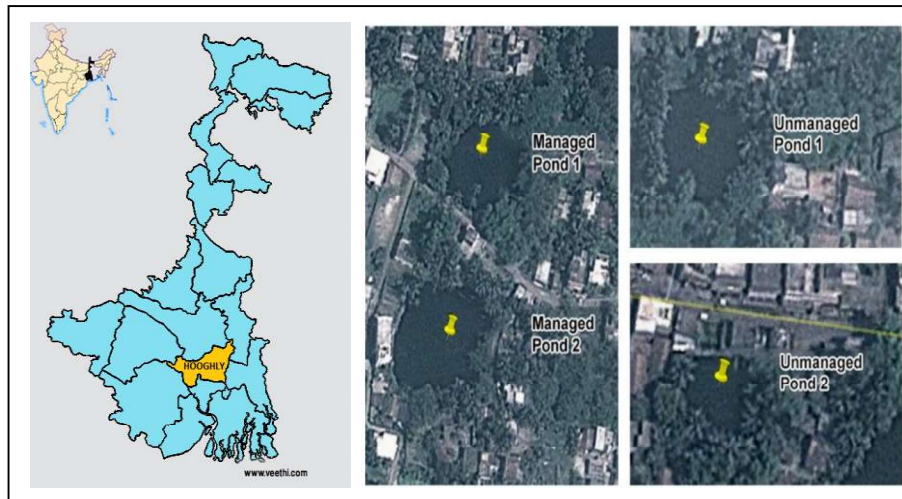 HOOGHLY
www.veethi.com
Managed
Pond 1
Managed
Pond 2
Unmanaged
Pond 1
Unmanaged
Pond 2